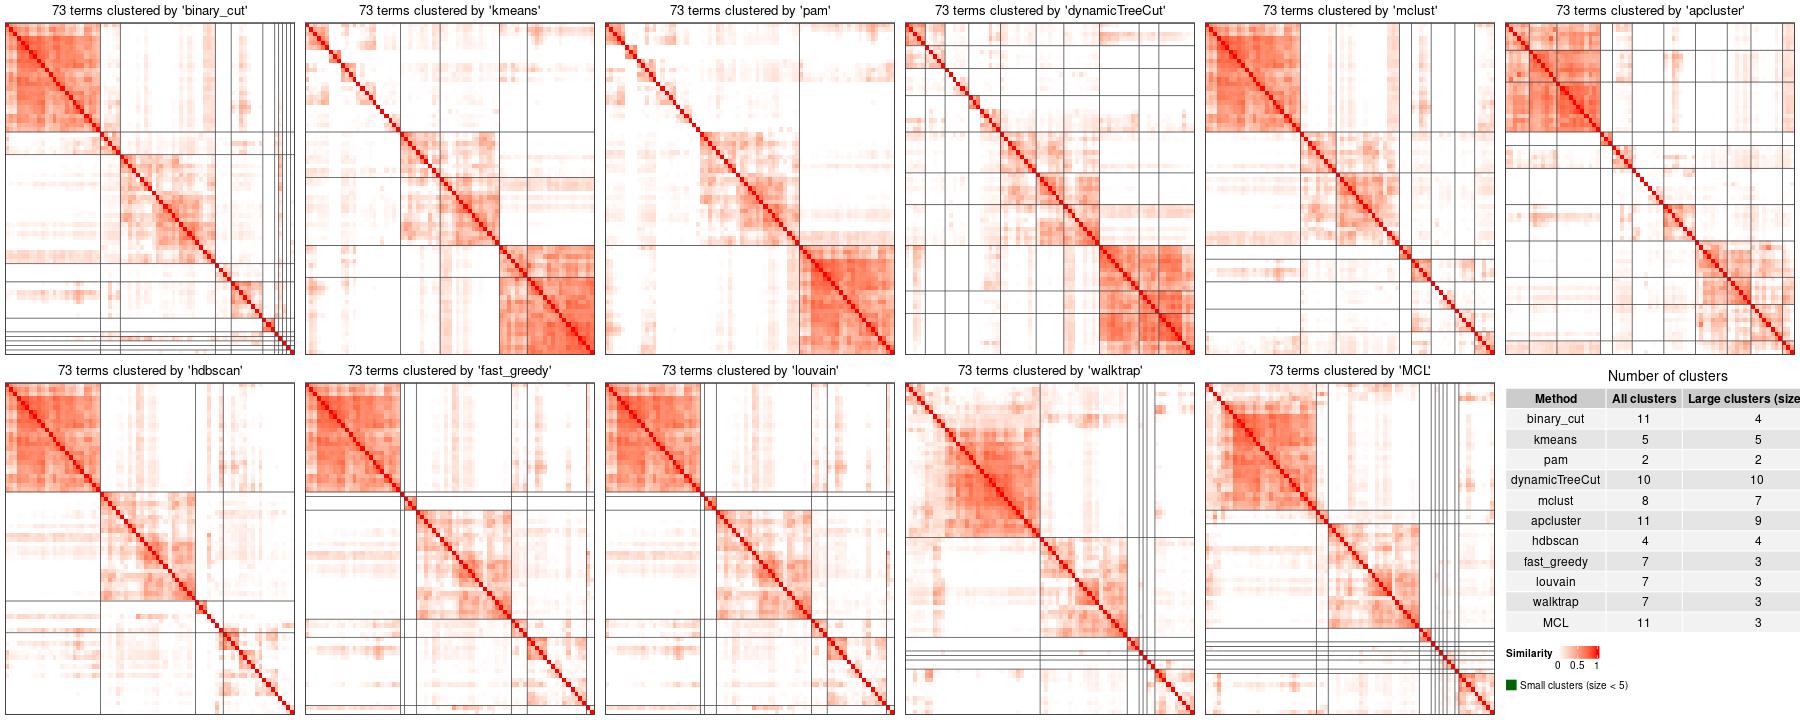 73 terms clustered by 'binary_cut'
73 terms clustered by 'kmeans'
73 terms clustered by 'pam'
73 terms clustered by 'dynamicTreeCut'
73 terms clustered by 'mclust'
73 terms clustered by 'apcluster'
73 terms clustered by 'hdbscan'
73 terms clustered by 'fast_greedy'
73 terms clustered by 'louvain'
73 terms clustered by 'walktrap'
73 terms clustered by 'MCL'
Number of clusters
Method All clusters Large clusters (size
binary_cut 11 4
kmeans 5 5
pam 2 2
dynamicTreeCut 10 10
mclust 8 7
apcluster 11 9
hdbscan 4 4
fast_greedy 7 3
louvain 7 3
walktrap 7 3
MCL 11 3
Similarity
0 0.5 1
Small clusters (size < 5)